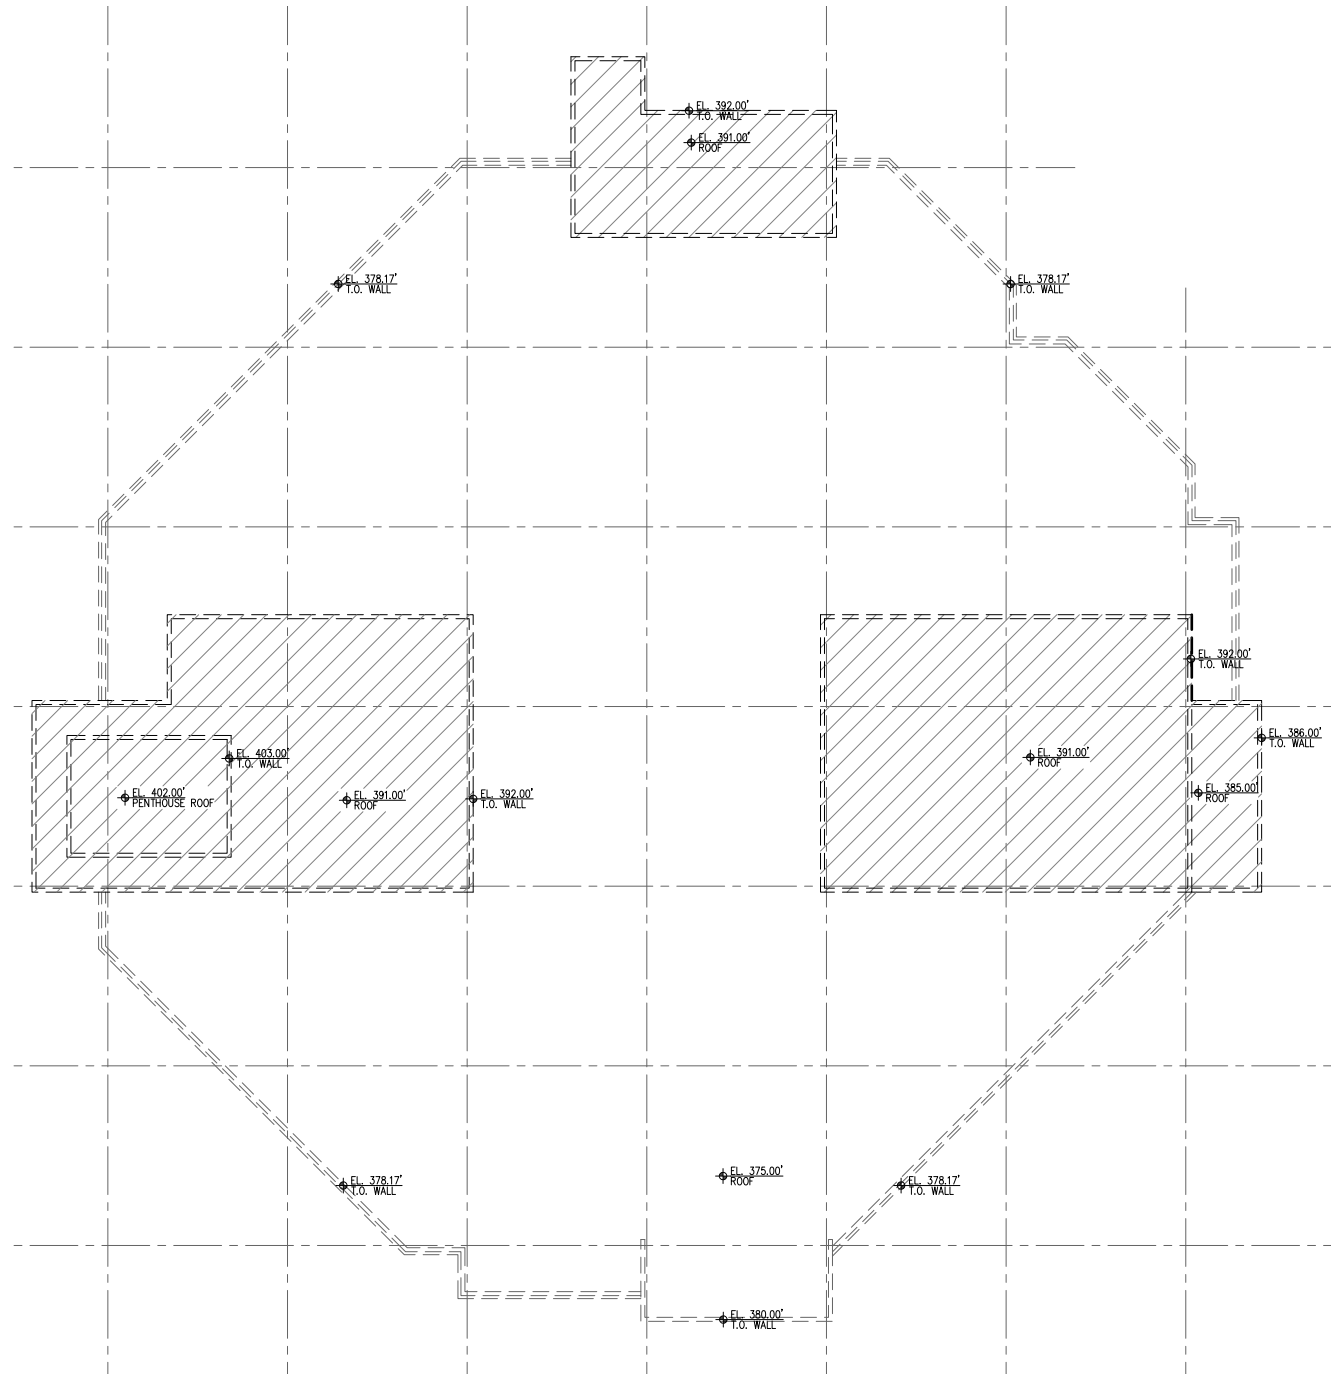 EL. 392.00'
T.O. WALL
EL. 391.00'
ROOF
EL. 378.17'
T.O. WALL
EL. 378.17'
T.O. WALL
EL. 392.00'
T.O. WALL
EL. 386.00'
T.O. WALL
EL. 403.00'
T.O. WALL
EL. 391.00'
ROOF
EL. 385.00'
ROOF
EL. 402.00'
PENTHOUSE ROOF
EL. 391.00'
ROOF
EL. 392.00'
T.O. WALL
EL. 375.00'
ROOF
EL. 378.17'
T.O. WALL
EL. 378.17'
T.O. WALL
EL. 380.00'
T.O. WALL